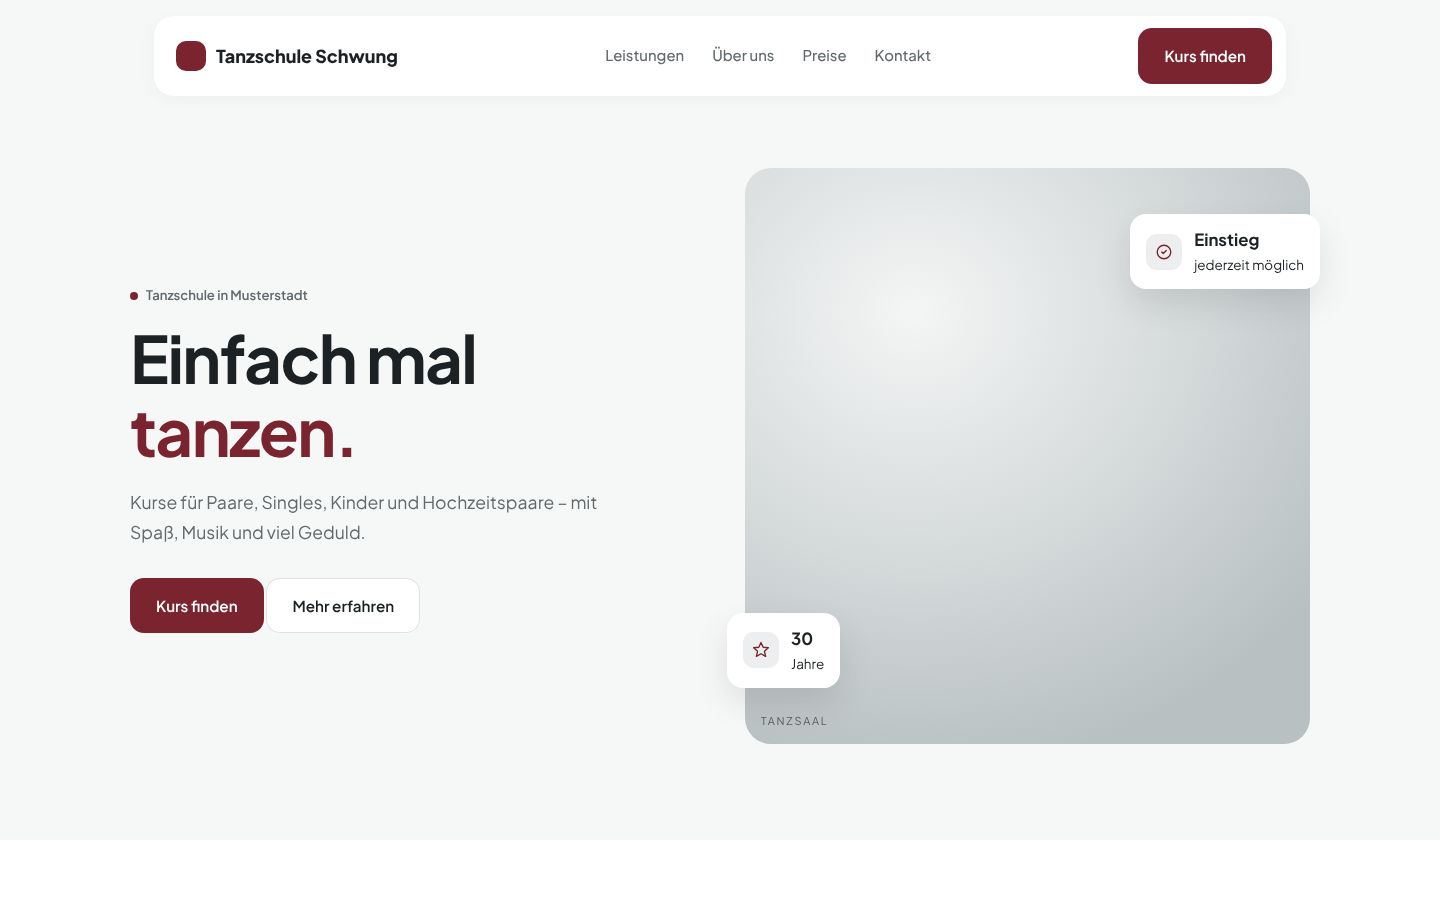 Tanzschule Schwung
Leistungen
Über uns
Preise
Kontakt
Kurs finden
Tanzschule in Musterstadt
Einfach mal
tanzen.
Kurse für Paare, Singles, Kinder und Hochzeitspaare – mit
Spaß, Musik und viel Geduld.
Kurs finden
Mehr erfahren
Einstieg
jederzeit möglich
30
Jahre
TANZSAAL